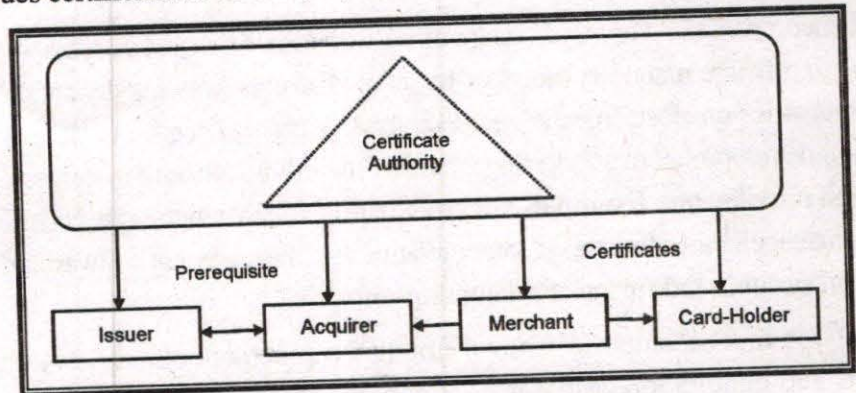 Certificate
Authority
Prerequisite
Certificates
Issuer
Acquirer
Merchant
Card-Holder